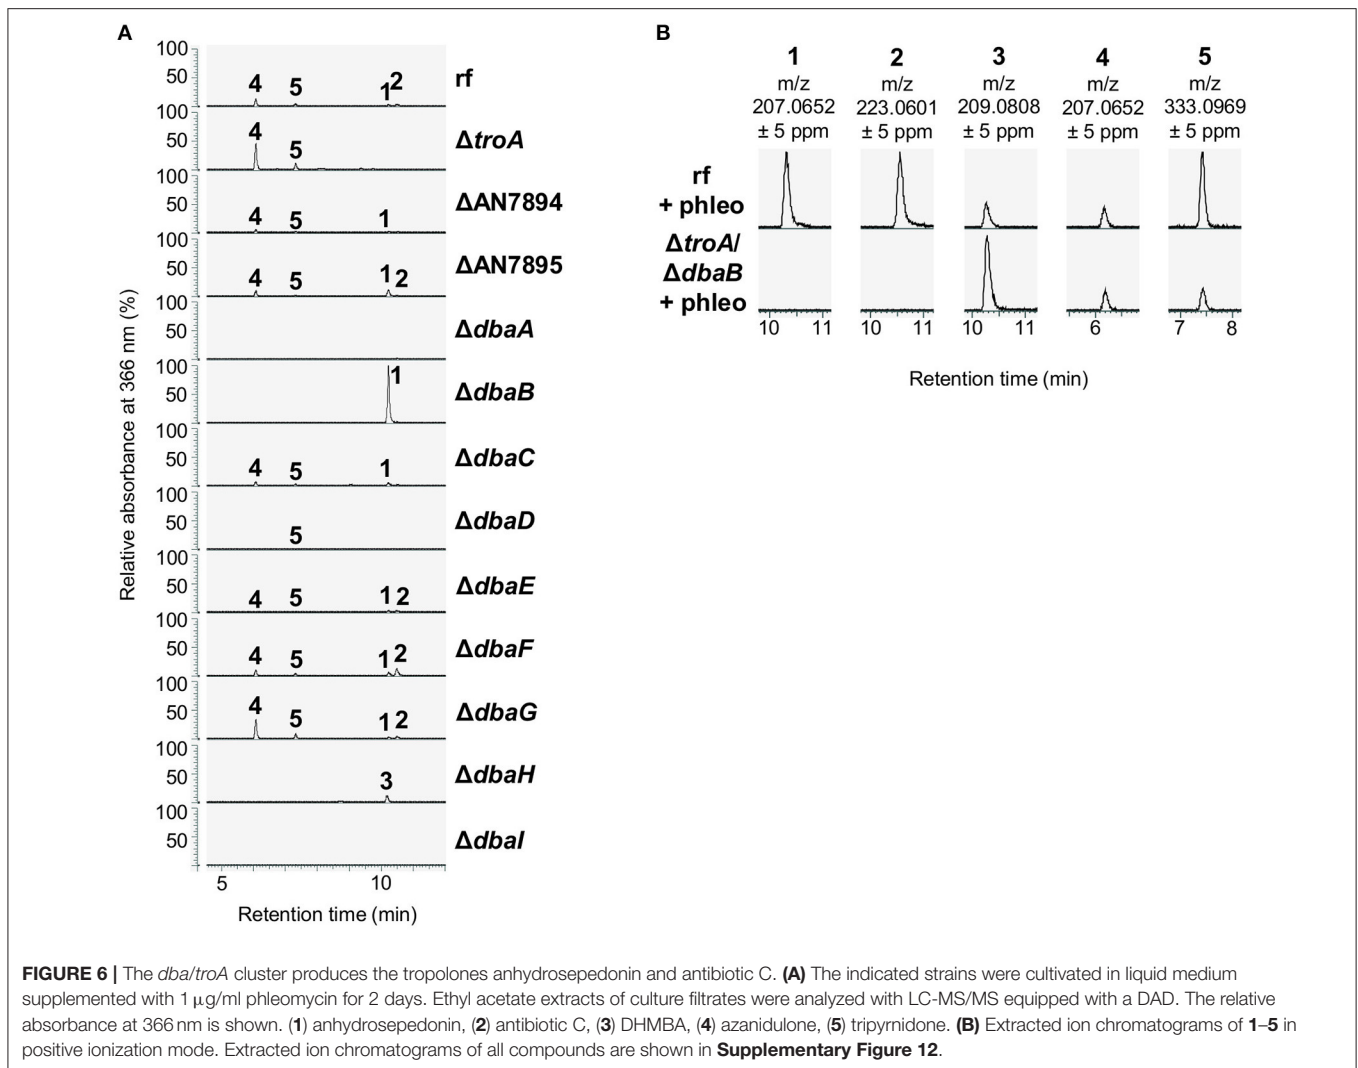 A
Relative absorbance at 366 nm (%)
100
50
4 5 1 2
rf
100
50
4 5
ΔtroA
100
50
4 5 1
ΔAN7894
100
50
4 5 1 2
ΔAN7895
100
50
ΔdbaA
100
50
1
ΔdbaB
100
50
4 5 1
ΔdbaC
100
50
5
ΔdbaD
100
50
4 5 1 2
ΔdbaE
100
50
4 5 1 2
ΔdbaF
100
50
4 5 1 2
ΔdbaG
100
50
3
ΔdbaH
100
50
ΔdbaI
5 10
Retention time (min)
B
1 2 3 4 5
m/z m/z m/z m/z m/z
207.0652 223.0601 209.0808 207.0652 333.0969
± 5 ppm ± 5 ppm ± 5 ppm ± 5 ppm ± 5 ppm
rf
+ phleo
ΔtroA/
ΔdbaB
+ phleo
10 11 10 11 10 11 6 7 8
Retention time (min)
FIGURE 6 | The dba/troA cluster produces the tropolones anhydrosepedonin and antibiotic C. (A) The indicated strains were cultivated in liquid medium
supplemented with 1 µg/ml phleomycin for 2 days. Ethyl acetate extracts of culture filtrates were analyzed with LC-MS/MS equipped with a DAD. The relative
absorbance at 366 nm is shown. (1) anhydrosepedonin, (2) antibiotic C, (3) DHMBA, (4) azanidulone, (5) tripyrnidone. (B) Extracted ion chromatograms of 1–5 in
positive ionization mode. Extracted ion chromatograms of all compounds are shown in Supplementary Figure 12.